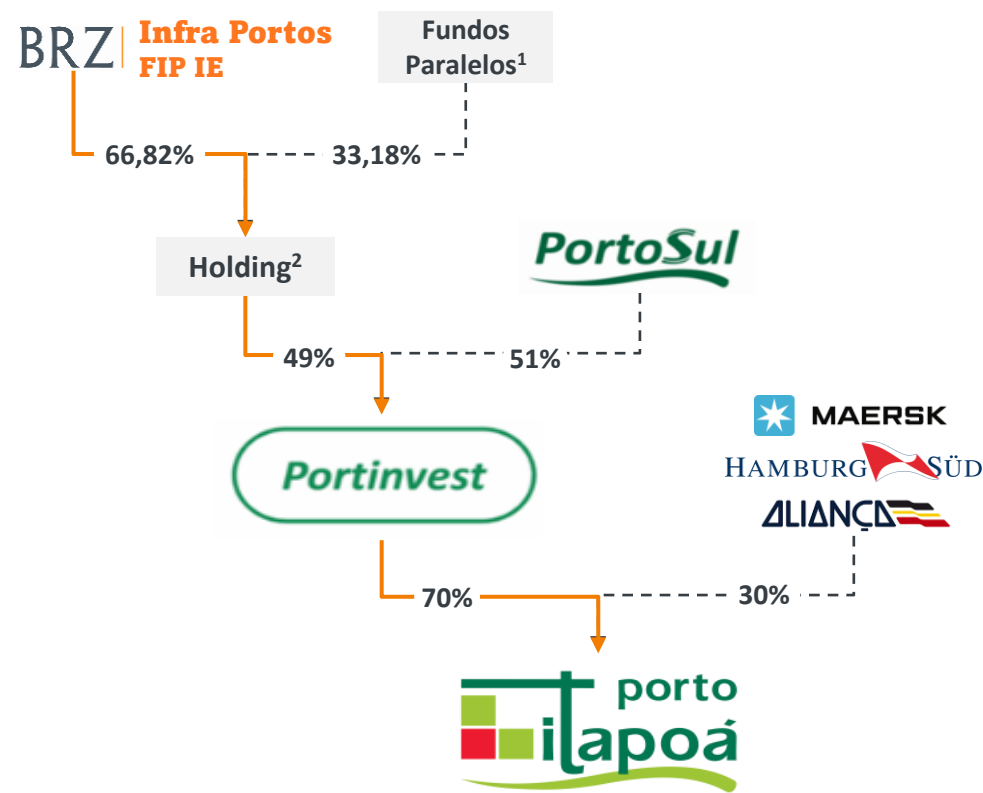 BRZ
Infra Portos
FIP IE
Fundos
Paralelos¹
66,82%
33,18%
Holding²
PortoSul
49%
51%
MAERSK
HAMBURG SÜD
ALIANÇA
Portinvest
70%
30%
porto
itapoá